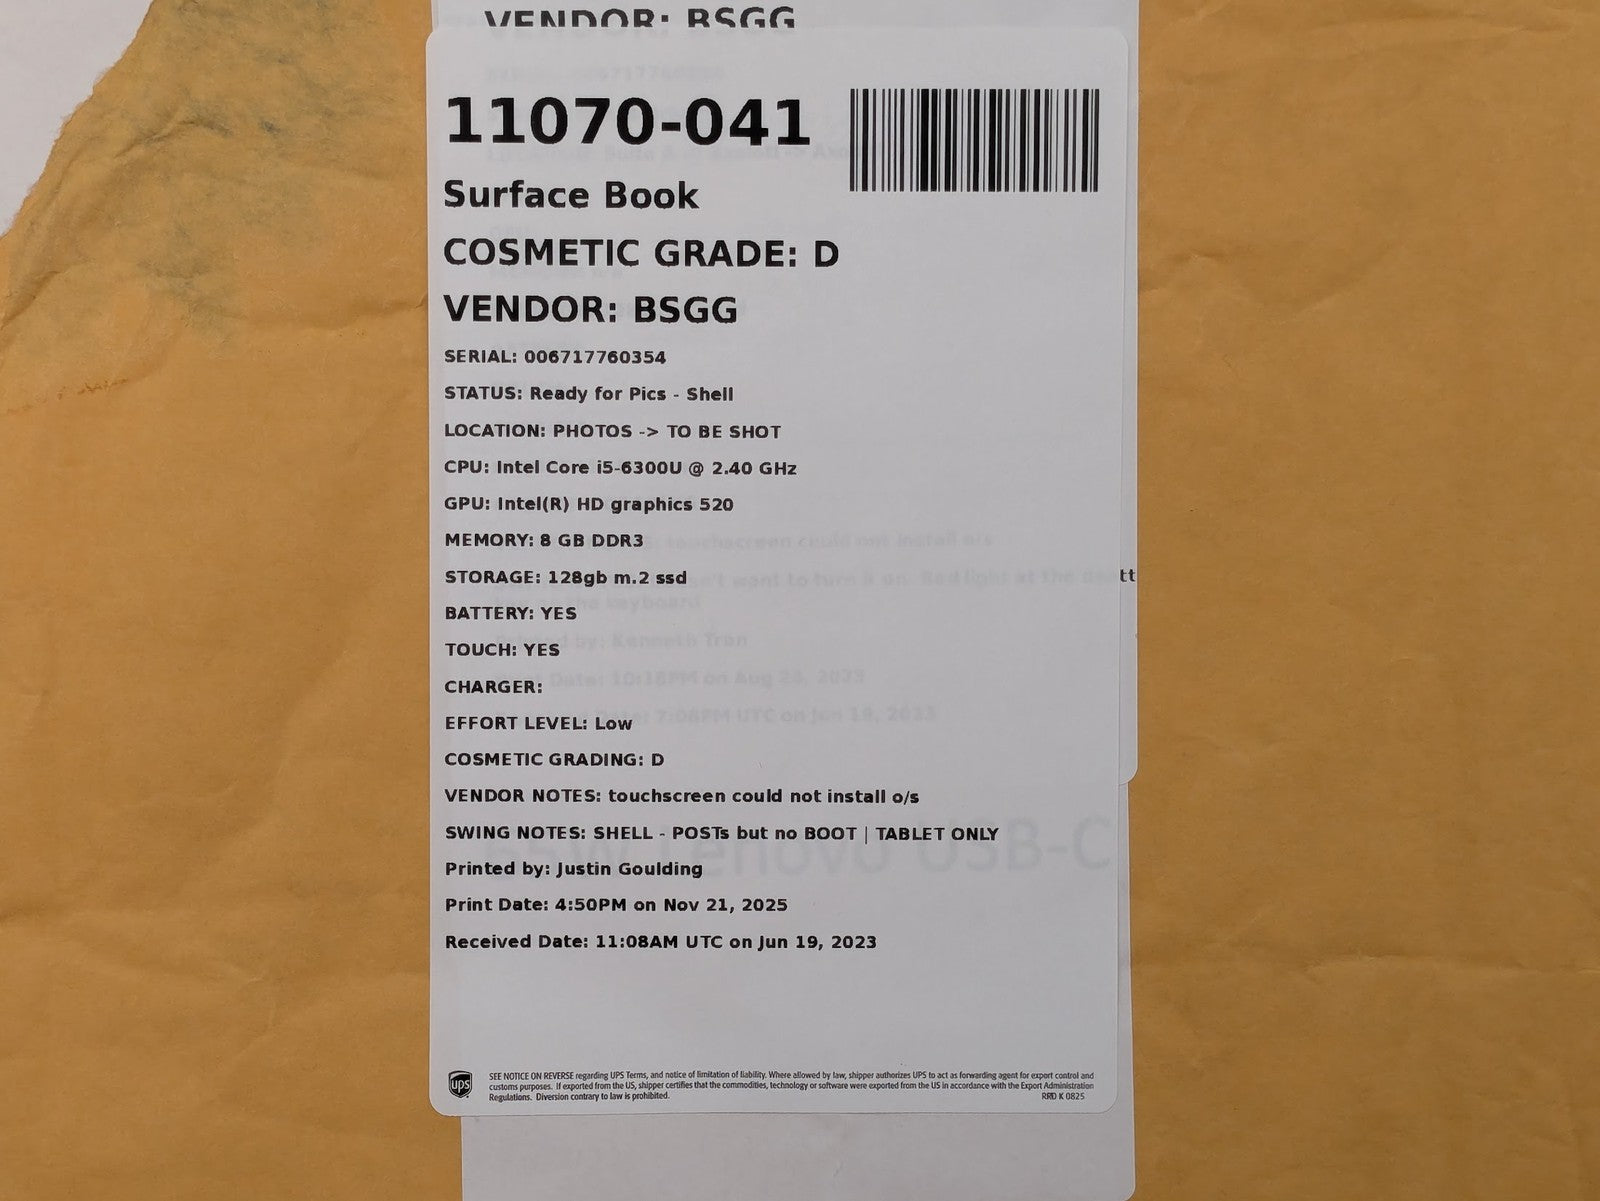 VENDOR: BSGG
11070-041
Surface Book
COSMETIC GRADE: D
VENDOR: BSGG
SERIAL: 006717760354
STATUS: Ready for Pics - Shell
LOCATION: PHOTOS -> TO BE SHOT
CPU: Intel Core i5-6300U @ 2.40 GHz
GPU: Intel(R) HD graphics 520
MEMORY: 8 GB DDR3
STORAGE: 128gb m.2 ssd
tt
BATTERY: YES
TOUCH: YES
CHARGER:
EFFORT LEVEL: Low
COSMETIC GRADING: D
VENDOR NOTES: touchscreen could not install o/s
SWING NOTES: SHELL - POSTs but no BOOT | TABLET ONLY
Lenovo USB-C
Printed by: Justin Goulding
Print Date: 4:50PM on Nov 21, 2025
Received Date: 11:08AM UTC on Jun 19, 2023
ups
SEE NOTICE ON REVERSE regarding UPS Terms, and notice of limitation of liability. Where allowed by law, shipper authorizes UPS to act as forwarding agent for export control and
customs purposes. If exported from the US, shipper certifies that the commodities, technology or software were exported from the US in accordance with the Export Administration
Regulations. Diversion contrary to law is prohibited.
RRD K 0825